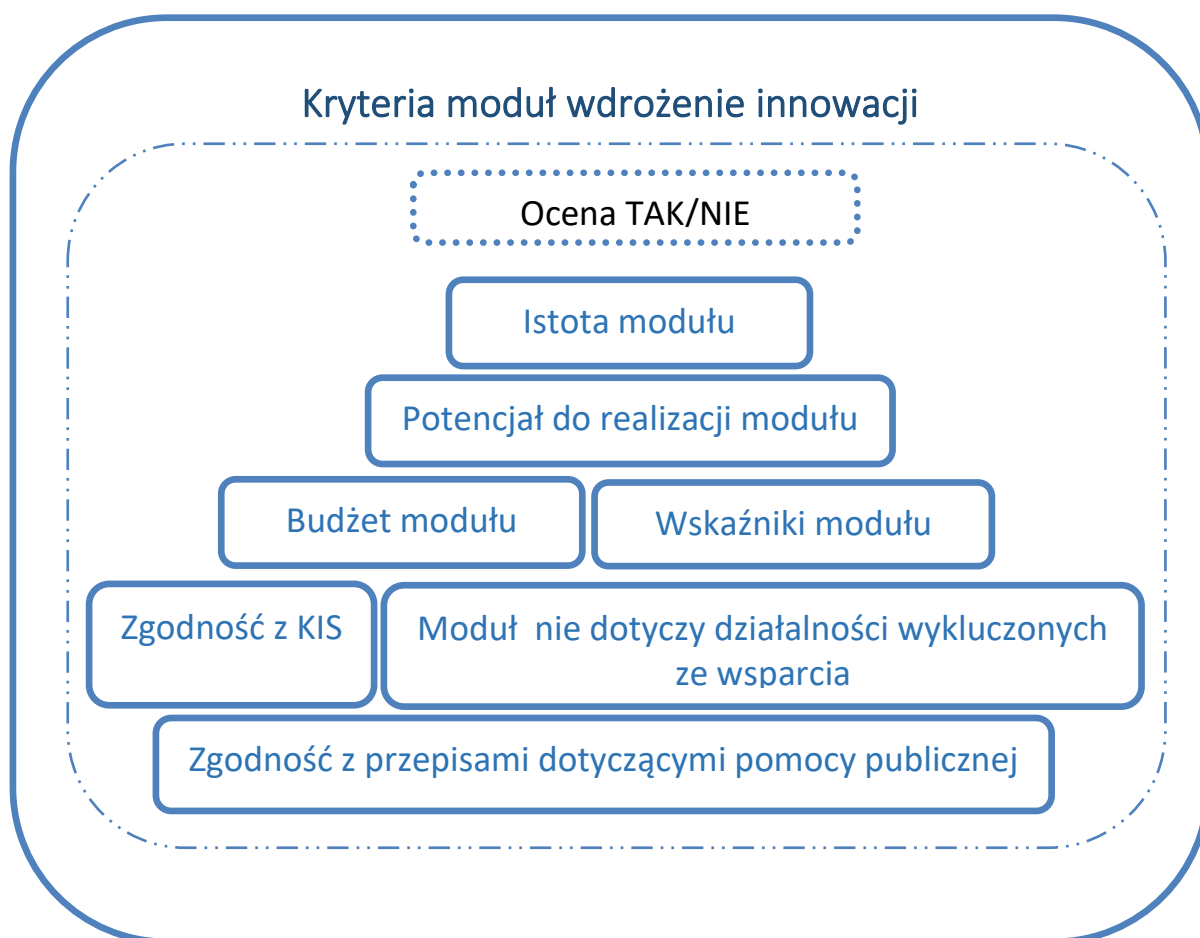 Kryteria moduł wdrożenie innowacji
Ocena TAK/NIE
Istota modułu
Potencjał do realizacji modułu
Budżet modułu
Wskaźniki modułu
Zgodność z KIS
Moduł nie dotyczy działalności wykluczonych
ze wsparcia
Zgodność z przepisami dotyczącymi pomocy publicznej